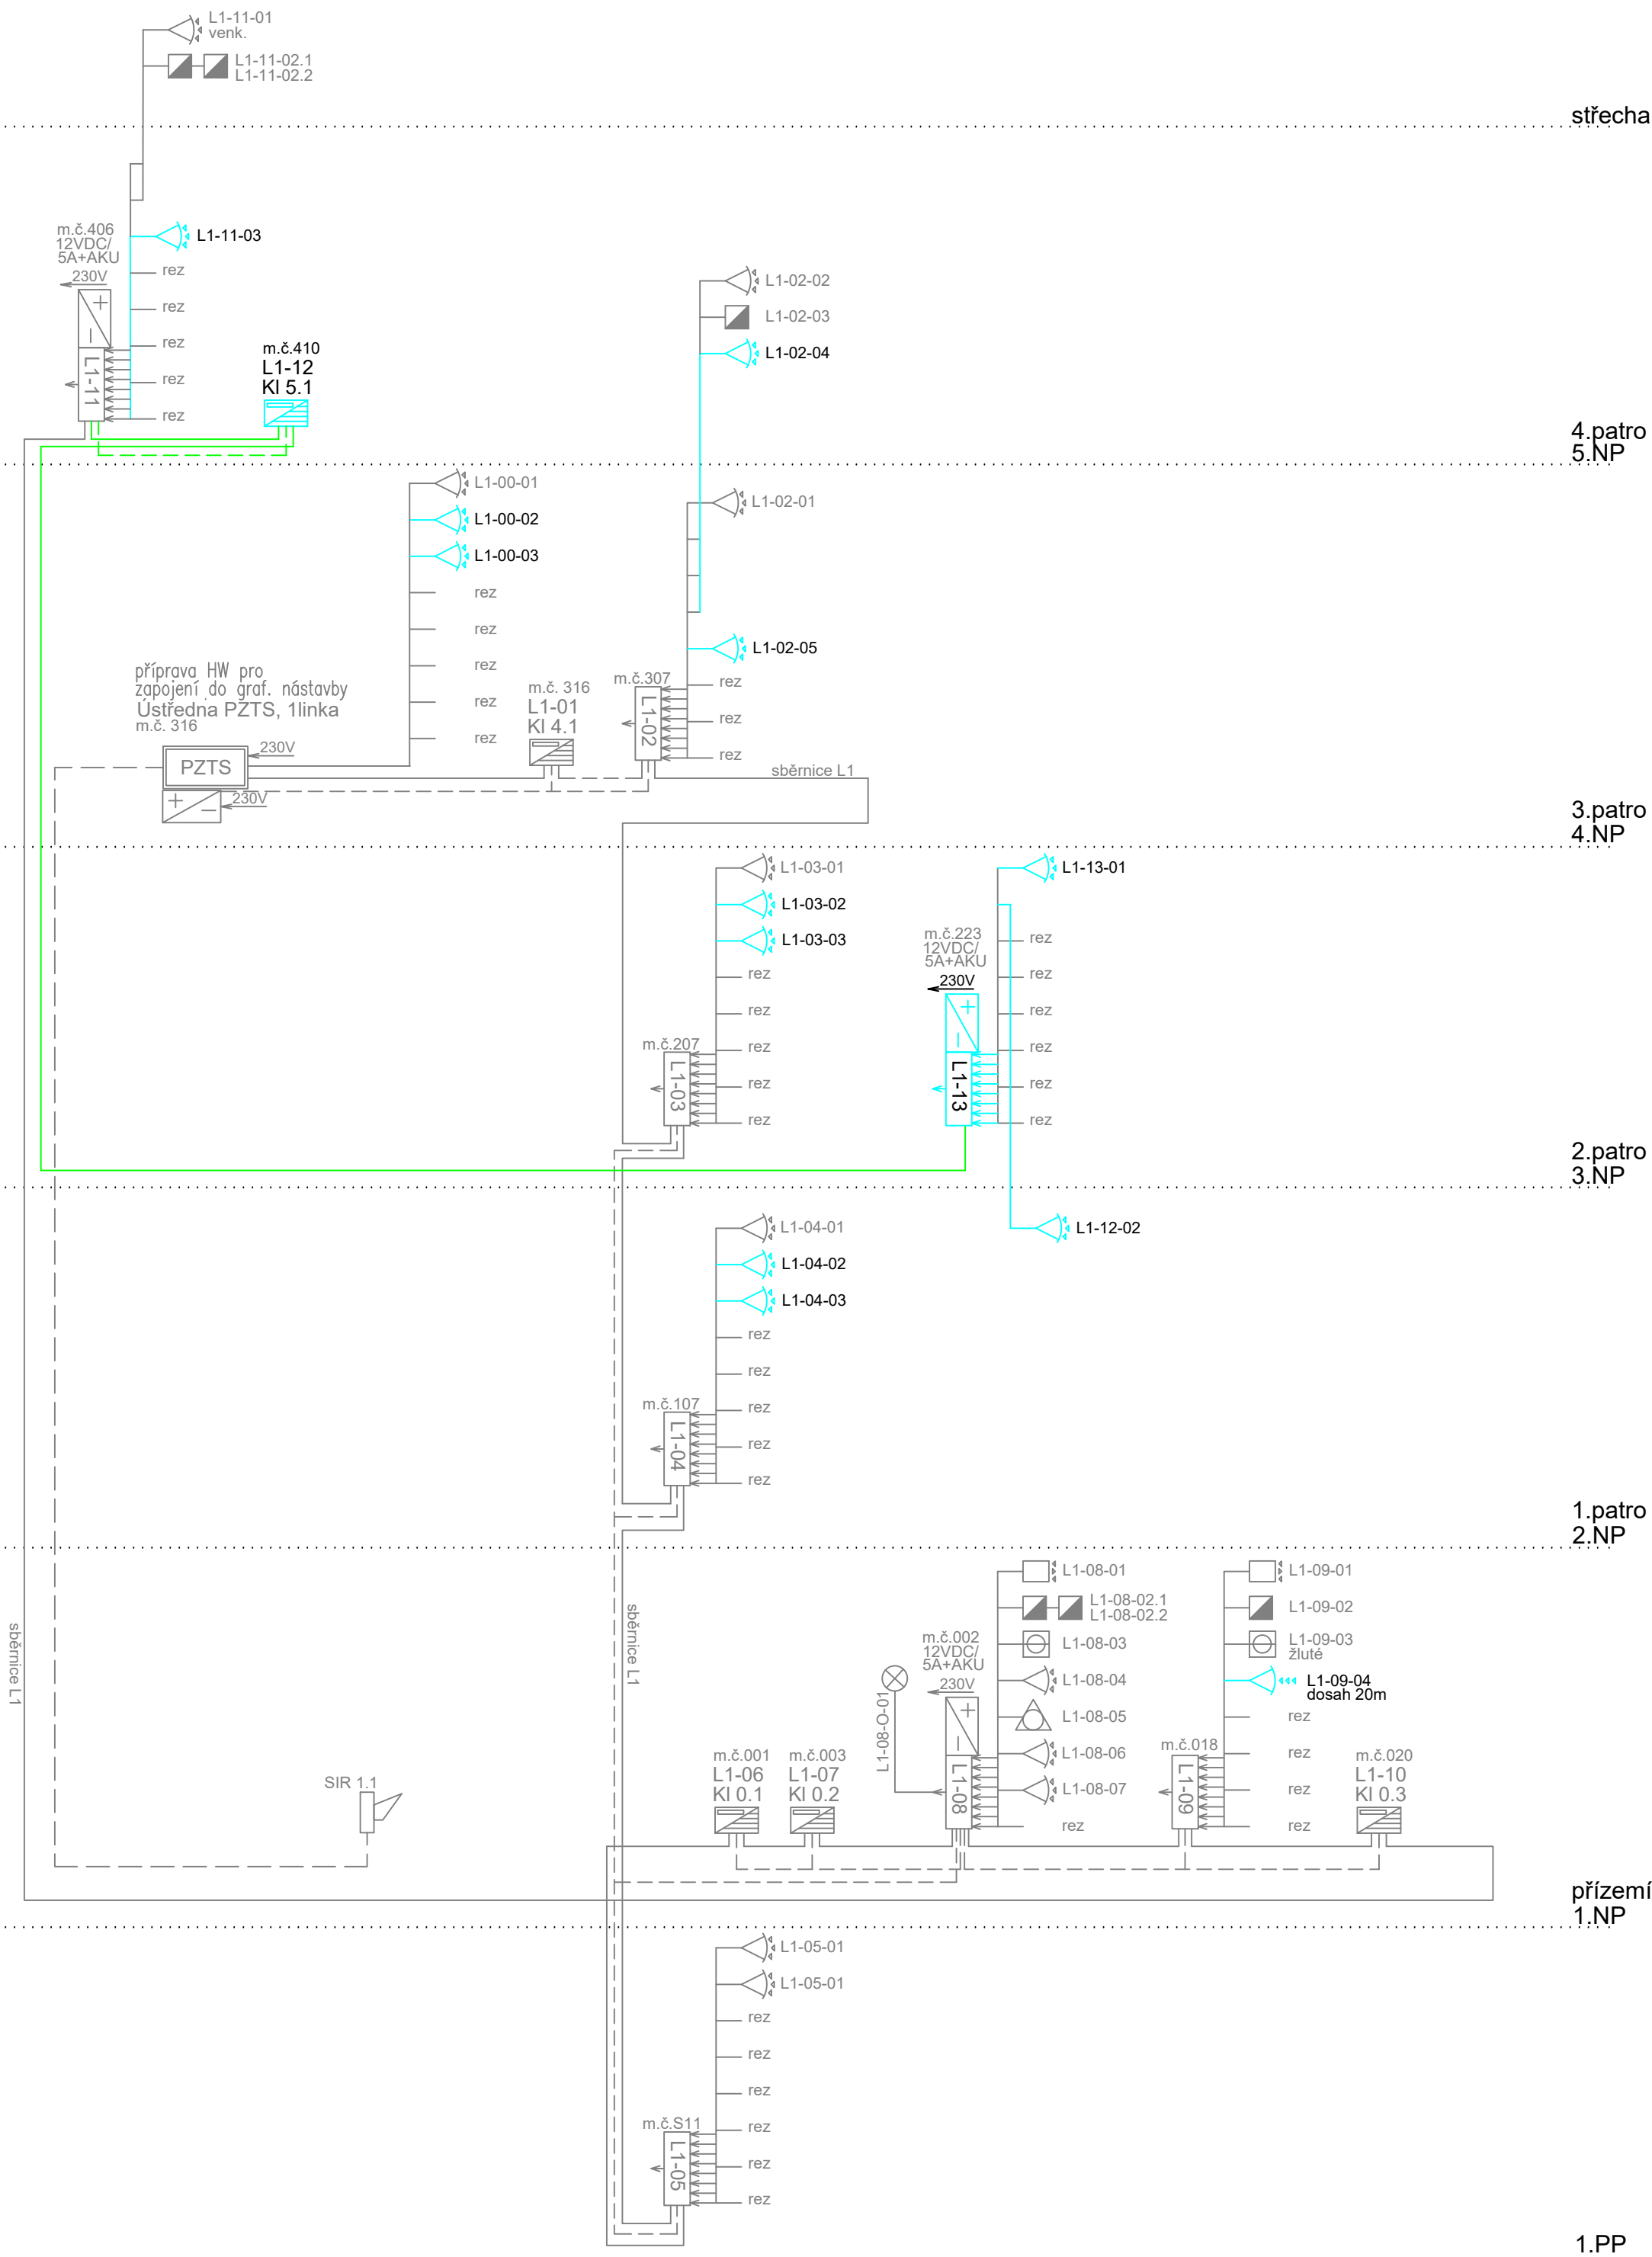 L1-11-01
venk.
L1-11-02.1
L1-11-02.2
střecha
m.č.406
12VDC/
5A+AKU
230V
L1-11-03
rez
rez
rez
rez
rez
L1-11
m.č.410
L1-12
Kl 5.1
L1-02-02
L1-02-03
L1-02-04
4.patro
5.NP
L1-00-01
L1-00-02
L1-00-03
rez
rez
rez
rez
rez
L1-02-01
L1-02-05
rez
rez
rez
m.č.307
L1-02
příprava HW pro
zapojení do graf. nástavby
Ústředna PZTS, 1linka
m.č. 316
PZTS
230V
230V
m.č. 316
L1-01
Kl 4.1
sběrnice L1
3.patro
4.NP
L1-03-01
L1-03-02
L1-03-03
rez
rez
rez
rez
rez
m.č.207
L1-03
L1-13-01
m.č.223
12VDC/
5A+AKU
230V
L1-13
rez
rez
rez
rez
rez
rez
2.patro
3.NP
L1-12-02
L1-04-01
L1-04-02
L1-04-03
rez
rez
rez
rez
rez
m.č.107
L1-04
1.patro
2.NP
sběrnice L1
sběrnice L1
SIR 1.1
m.č.001
L1-06
Kl 0.1
m.č.003
L1-07
Kl 0.2
L1-08-O-01
m.č.002
12VDC/
5A+AKU
230V
L1-08
L1-08-01
L1-08-02.1
L1-08-02.2
L1-08-03
L1-08-04
L1-08-05
L1-08-06
L1-08-07
rez
m.č.018
L1-09
L1-09-01
L1-09-02
L1-09-03
žluté
L1-09-04
dosah 20m
rez
rez
rez
rez
m.č.020
L1-10
Kl 0.3
přízemí
1.NP
L1-05-01
L1-05-01
rez
rez
rez
rez
rez
rez
m.č.S11
L1-05
1.PP